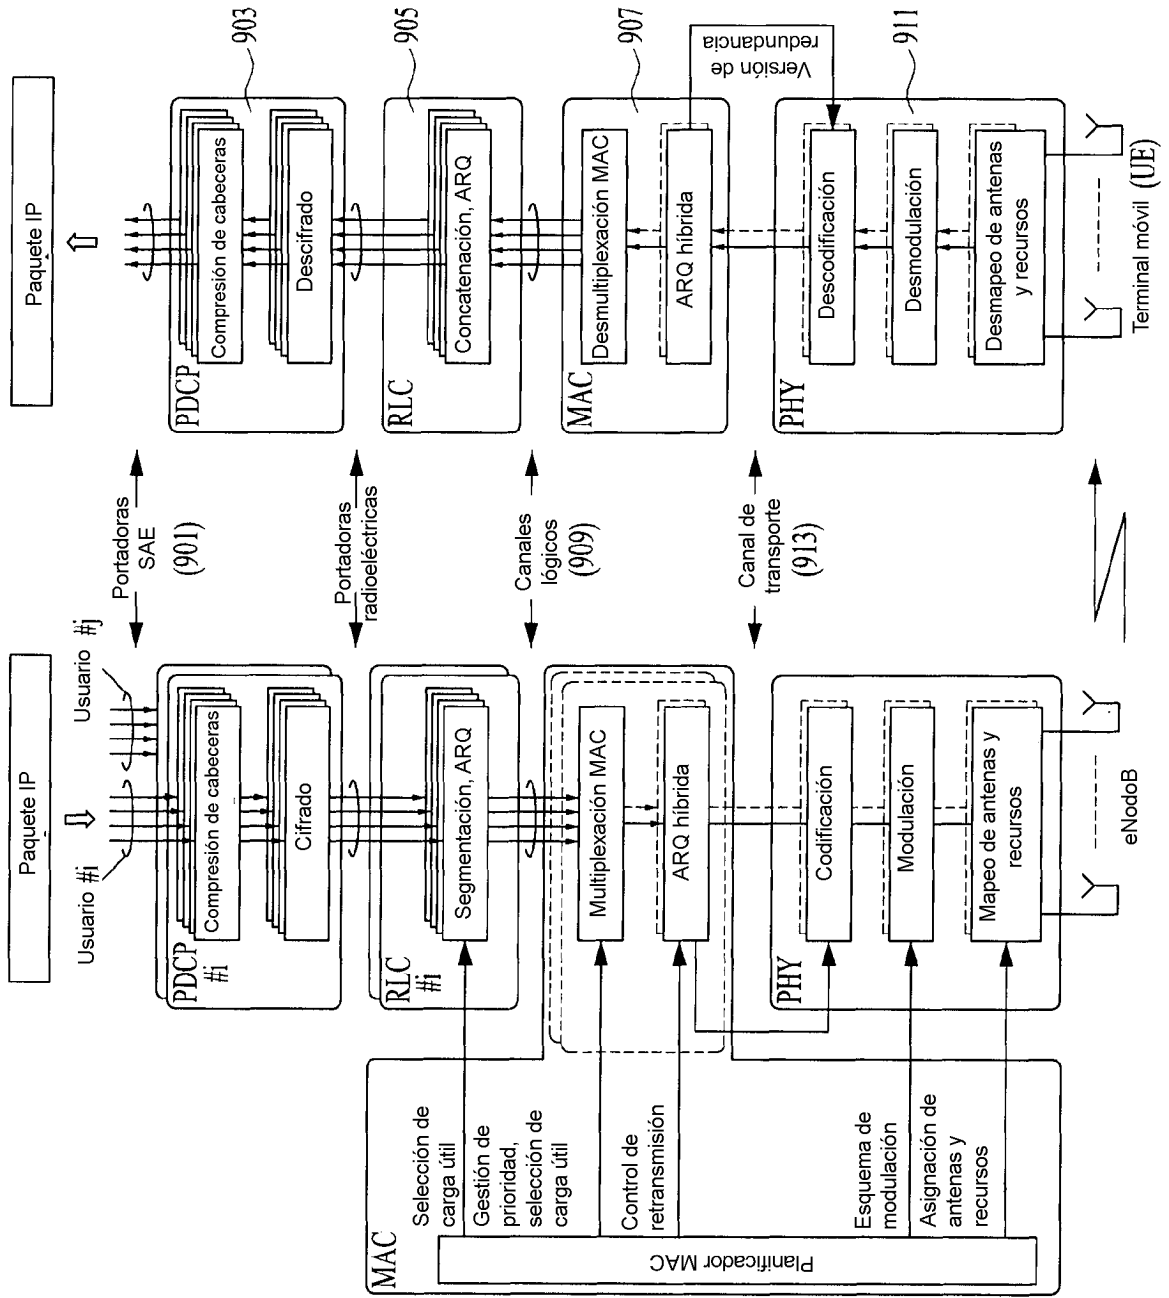 Paquete IP
Usuario #i
Usuario #j
PDCP
#i
Compresión de cabeceras
Cifrado
RLC
#i
Segmentación, ARQ
Multiplexación MAC
ARQ híbrida
PHY
Codificación
Modulación
Mapeo de antenas y
recursos
eNodoB
MAC
Planificador MAC
Selección de
carga útil
Gestión de
prioridad,
selección de
carga útil
Control de
retransmisión
Esquema de
modulación
Asignación de
antenas y
recursos
Portadoras
SAE
(901)
Portadoras
radioeléctricas
Canales
lógicos
(909)
Canal de
transporte
(913)
Paquete IP
903
PDCP
Compresión de cabeceras
Descifrado
905
RLC
Concatenación, ARQ
907
MAC
Desmultiplexación MAC
ARQ híbrida
Versión de
redundancia
911
PHY
Descodificación
Desmodulación
Desmapeo de antenas
y recursos
Terminal móvil (UE)